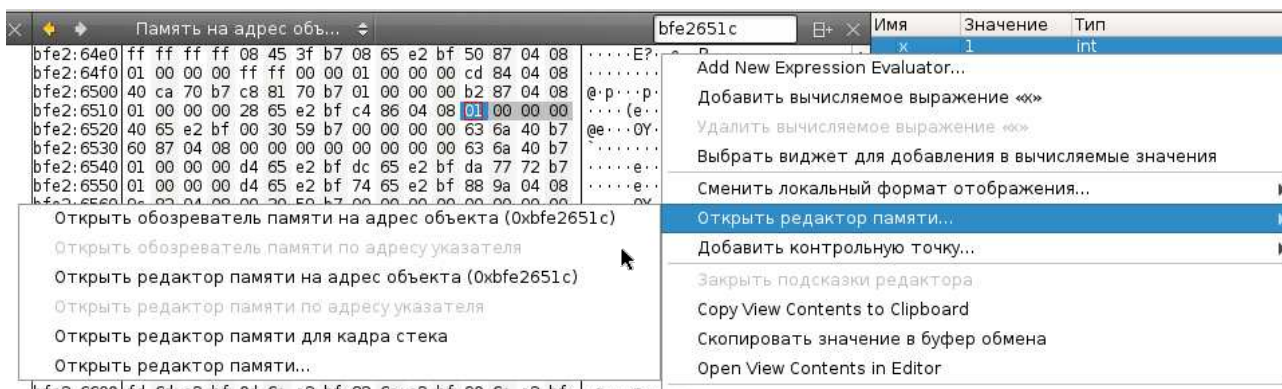 Память на адрес объ... bfe2651c Имя Значение Тип
x 1 int
bfe2:64e0 ff ff ff ff 08 45 3f b7 08 65 e2 bf 50 87 04 08 ·····E?·
bfe2:64f0 01 00 00 00 ff ff 00 00 01 00 00 00 cd 84 04 08 ········
bfe2:6500 40 ca 70 b7 c8 81 70 b7 01 00 00 00 b2 87 04 08 @·p···p·
bfe2:6510 01 00 00 00 28 65 e2 bf c4 86 04 08 01 00 00 00 ····(e··
bfe2:6520 40 65 e2 bf 00 30 59 b7 00 00 00 00 63 6a 40 b7 @e···0Y·
bfe2:6530 60 87 04 08 00 00 00 00 00 00 00 00 63 6a 40 b7 `·······
bfe2:6540 01 00 00 00 d4 65 e2 bf dc 65 e2 bf da 77 72 b7 ·····e··
bfe2:6550 01 00 00 00 d4 65 e2 bf 74 65 e2 bf 88 9a 04 08 ·····e··
Add New Expression Evaluator...
Добавить вычисляемое выражение «x»
Удалить вычисляемое выражение «x»
Выбрать виджет для добавления в вычисляемые значения
Сменить локальный формат отображения...
Открыть редактор памяти...
Добавить контрольную точку...
Закрыть подсказки редактора
Copy View Contents to Clipboard
Скопировать значение в буфер обмена
Open View Contents in Editor
Открыть обозреватель памяти на адрес объекта (0xbfe2651c)
Открыть обозреватель памяти по адресу указателя
Открыть редактор памяти на адрес объекта (0xbfe2651c)
Открыть редактор памяти по адресу указателя
Открыть редактор памяти для кадра стека
Открыть редактор памяти...